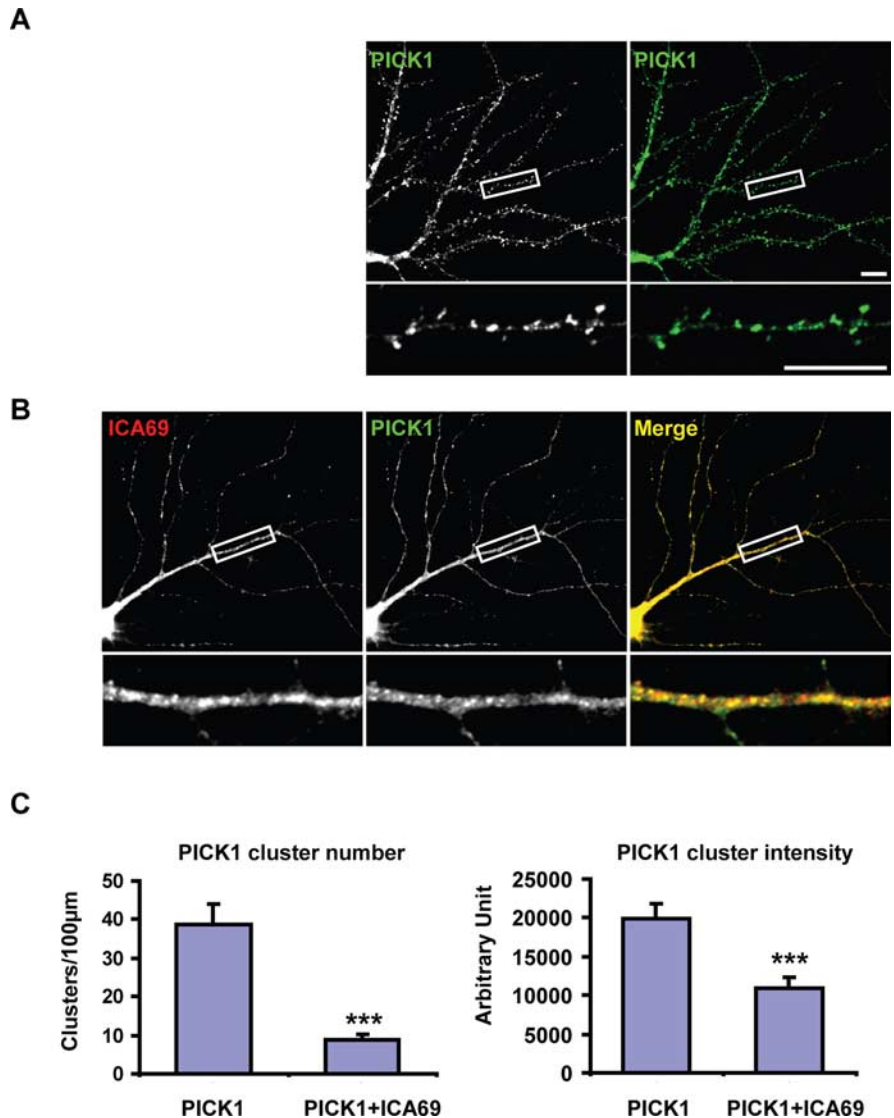 A
PICK1 PICK1
B
ICA69 PICK1 Merge
C
PICK1 cluster number
Clusters/100µm
50
40
30
20
10
0
***
PICK1 PICK1+ICA69
PICK1 cluster intensity
Arbitrary Unit
25000
20000
15000
10000
5000
0
***
PICK1 PICK1+ICA69